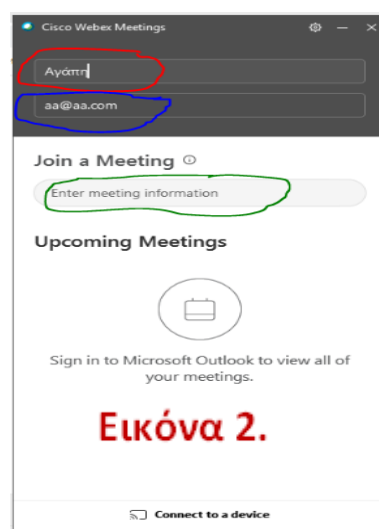 Cisco Webex Meetings
Αγάπη
aa@aa.com
Join a Meeting
Enter meeting information
Upcoming Meetings
Sign in to Microsoft Outlook to view all of
your meetings.
Εικόνα 2.
Connect to a device